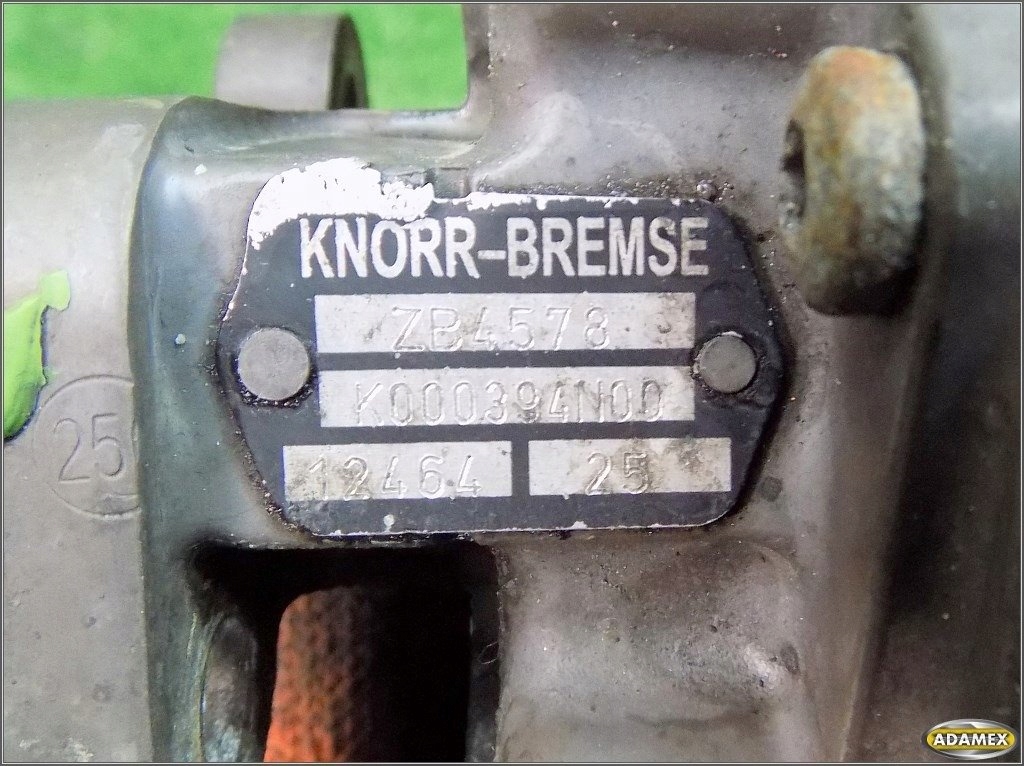 KNORR-BREMSE
ZB4578
K000394N00
12464 25
25
ADAMEX